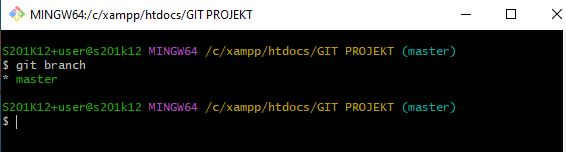 MINGW64:/c/xampp/htdocs/GIT PROJEKT
S201K12+user@s201k12 MINGW64 /c/xampp/htdocs/GIT PROJEKT (master)
$ git branch
* master
S201K12+user@s201k12 MINGW64 /c/xampp/htdocs/GIT PROJEKT (master)
$